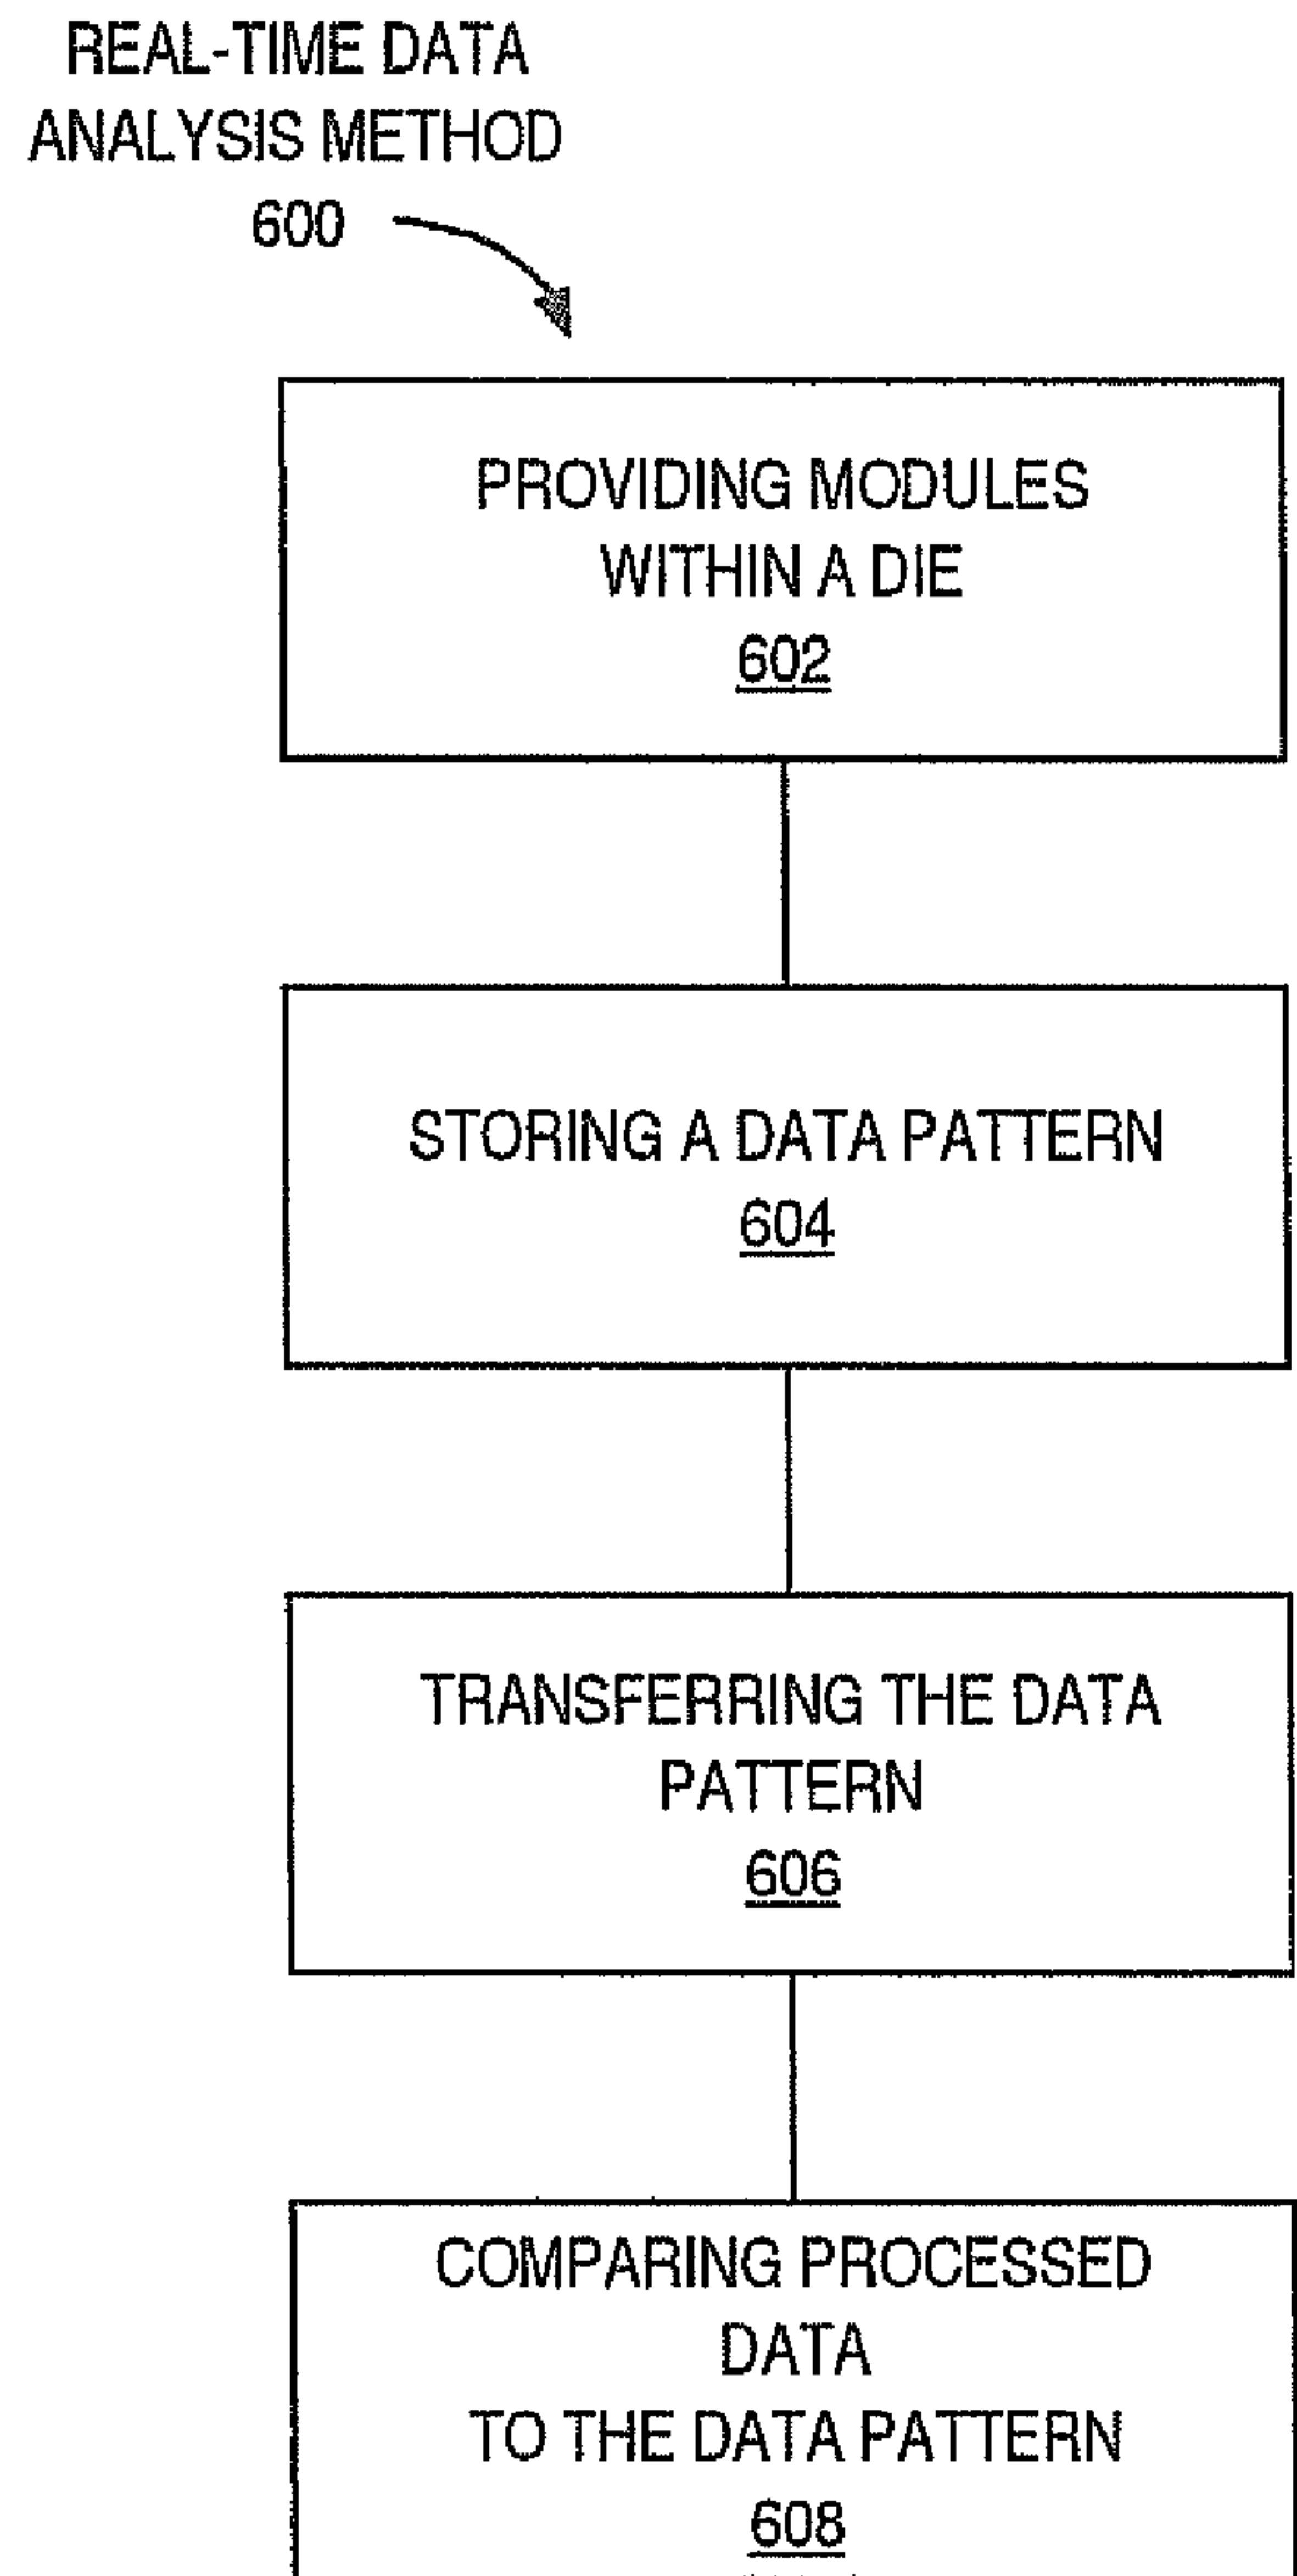 REAL-TIME DATA
ANALYSIS METHOD
600
PROVIDING MODULES
WITHIN A DIE
602
STORING A DATA PATTERN
604
TRANSFERRING THE DATA
PATTERN
606
COMPARING PROCESSED
DATA
TO THE DATA PATTERN
608